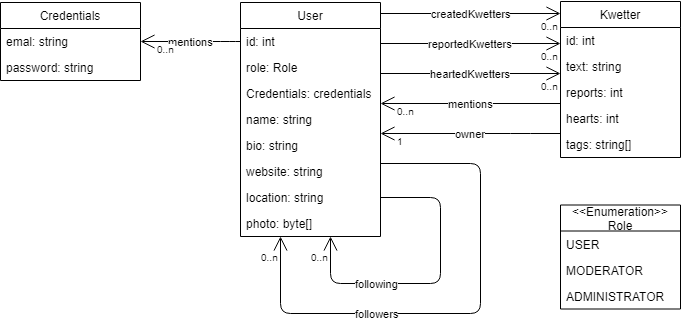 Credentials
emal: string
password: string
mentions
0..n
User
id: int
role: Role
Credentials: credentials
name: string
bio: string
website: string
location: string
photo: byte[]
createdKwetters
0..n
reportedKwetters
0..n
heartedKwetters
0..n
mentions
0..n
owner
1
Kwetter
id: int
text: string
reports: int
hearts: int
tags: string[]
0..n
0..n
following
followers
<<Enumeration>>
Role
USER
MODERATOR
ADMINISTRATOR